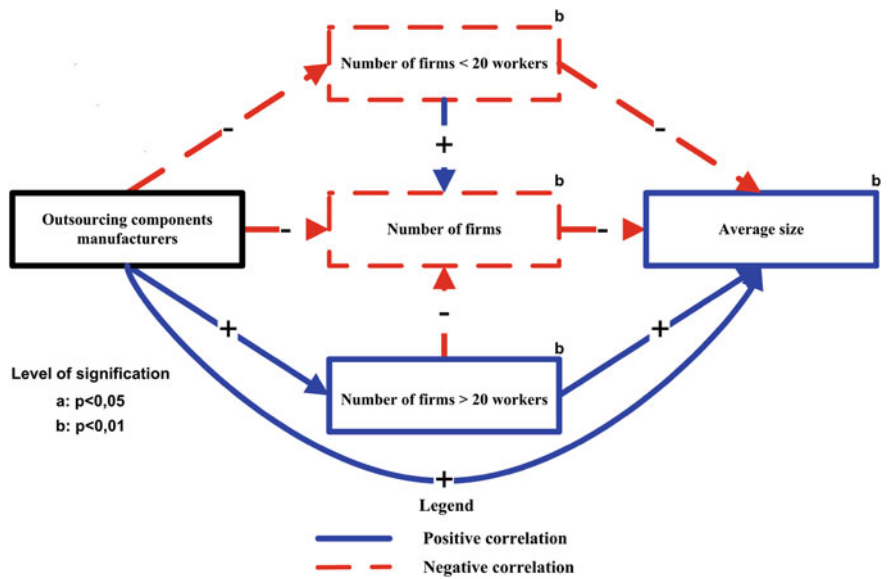 b
Number of firms < 20 workers
-
-
+
b
b
Outsourcing components
manufacturers
-
Number of firms
-
Average size
+
-
+
b
Level of signification
a: p<0,05
b: p<0,01
Number of firms > 20 workers
+
Legend
Positive correlation
Negative correlation